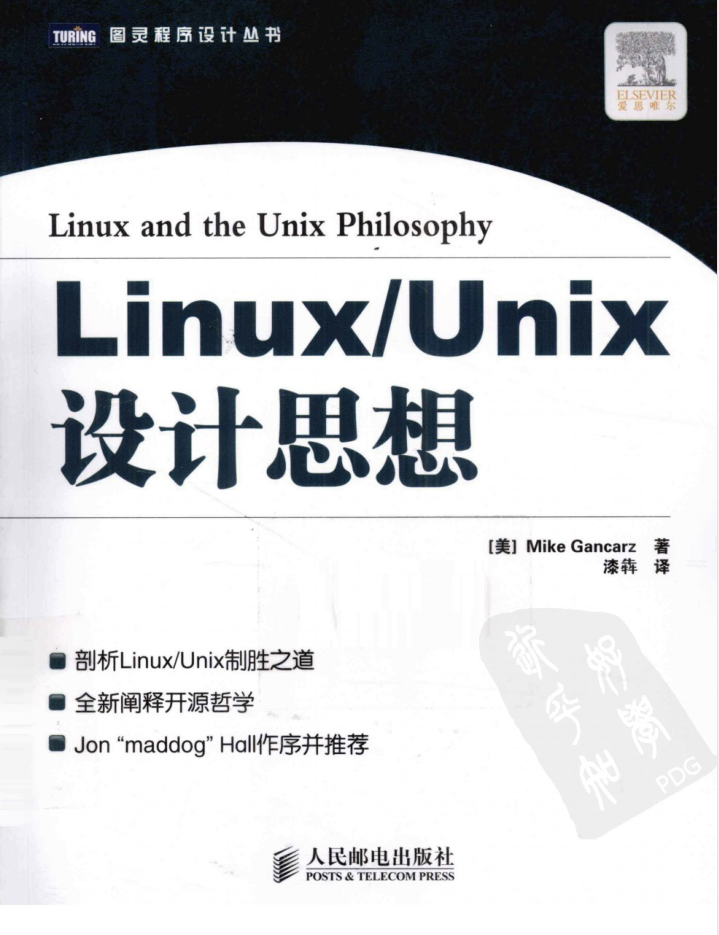 TURING 图灵程序设计丛书
ELSEVIER
爱思唯尔
Linux and the Unix Philosophy
Linux/Unix
设计思想
[美] Mike Gancarz 著
漆犇 译
剖析Linux/Unix制胜之道
全新阐释开源哲学
Jon “maddog” Hall作序并推荐
PDG
人民邮电出版社
POSTS & TELECOM PRESS